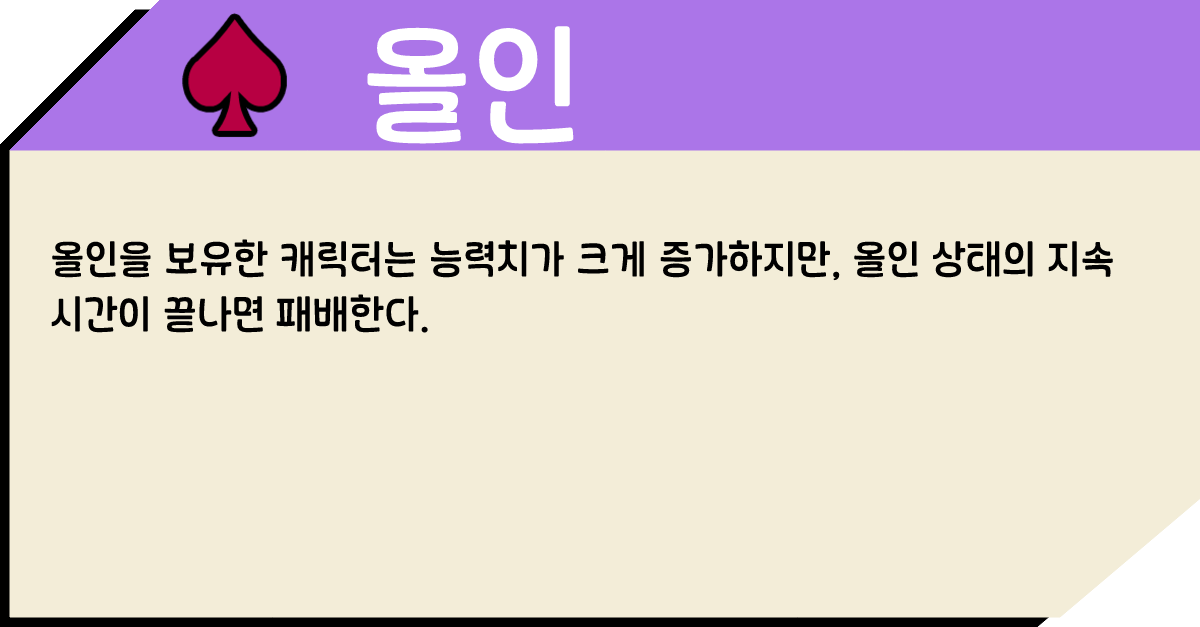 올인
올인을 보유한 캐릭터는 능력치가 크게 증가하지만, 올인 상태의 지속
시간이 끝나면 패배한다.